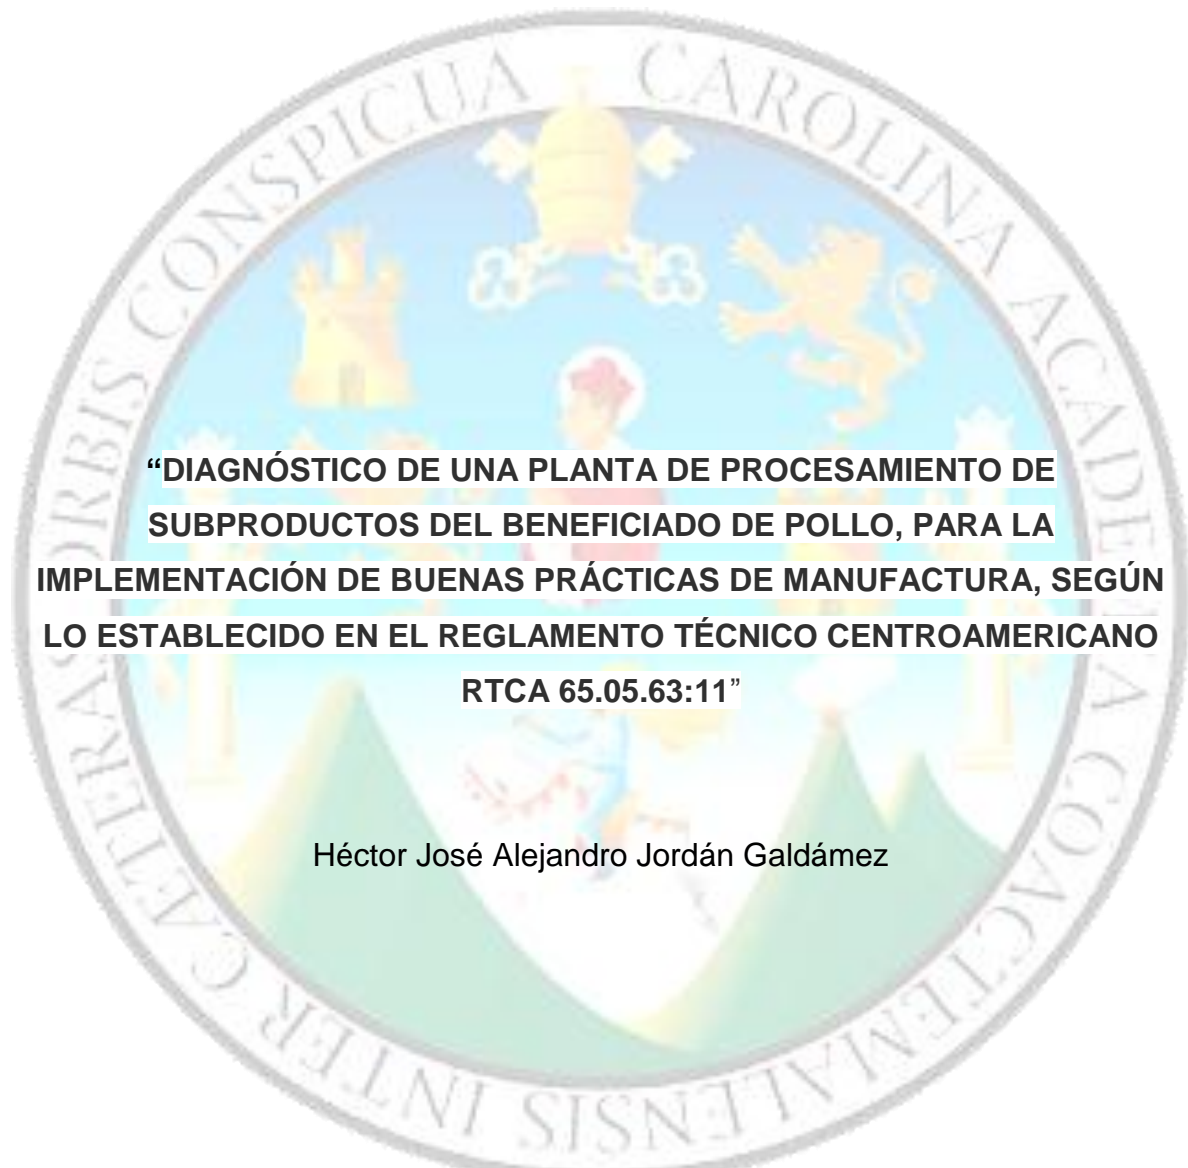 CAROLINA ACADEMIA COACTEMALENSIS INTER CÆTERAS ORBIS CONSPICUA
“DIAGNÓSTICO DE UNA PLANTA DE PROCESAMIENTO DE
SUBPRODUCTOS DEL BENEFICIADO DE POLLO, PARA LA
IMPLEMENTACIÓN DE BUENAS PRÁCTICAS DE MANUFACTURA, SEGÚN
LO ESTABLECIDO EN EL REGLAMENTO TÉCNICO CENTROAMERICANO
RTCA 65.05.63:11”
Héctor José Alejandro Jordán Galdámez